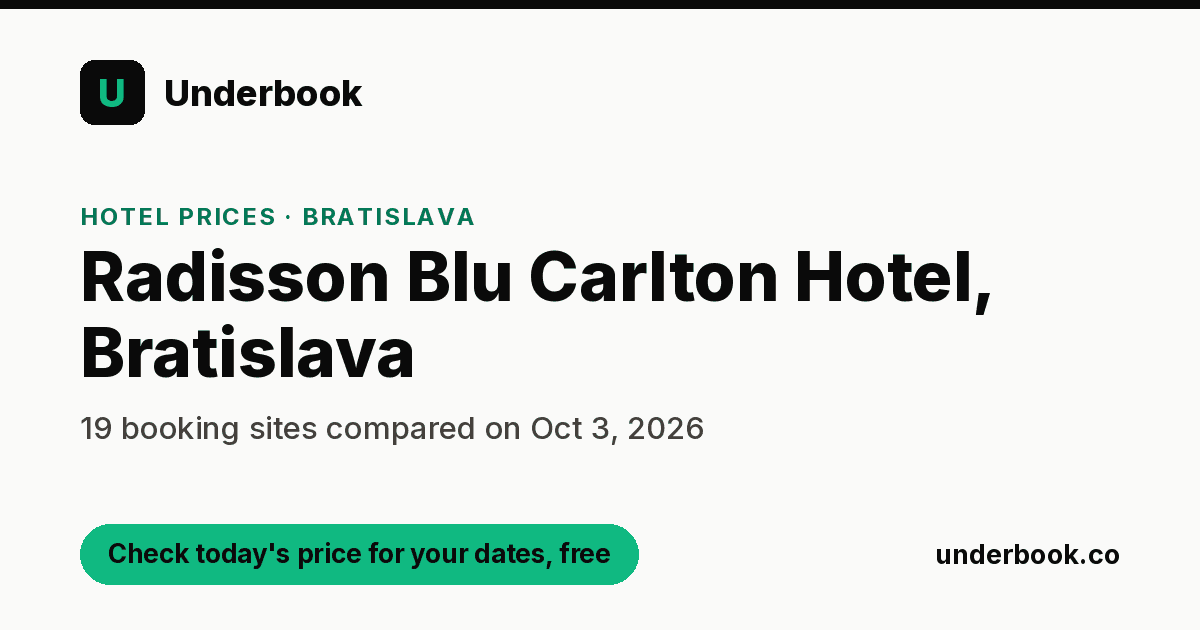 U Underbook
HOTEL PRICES · BRATISLAVA
Radisson Blu Carlton Hotel,
Bratislava
19 booking sites compared on Oct 3, 2026
Check today's price for your dates, free
underbook.co